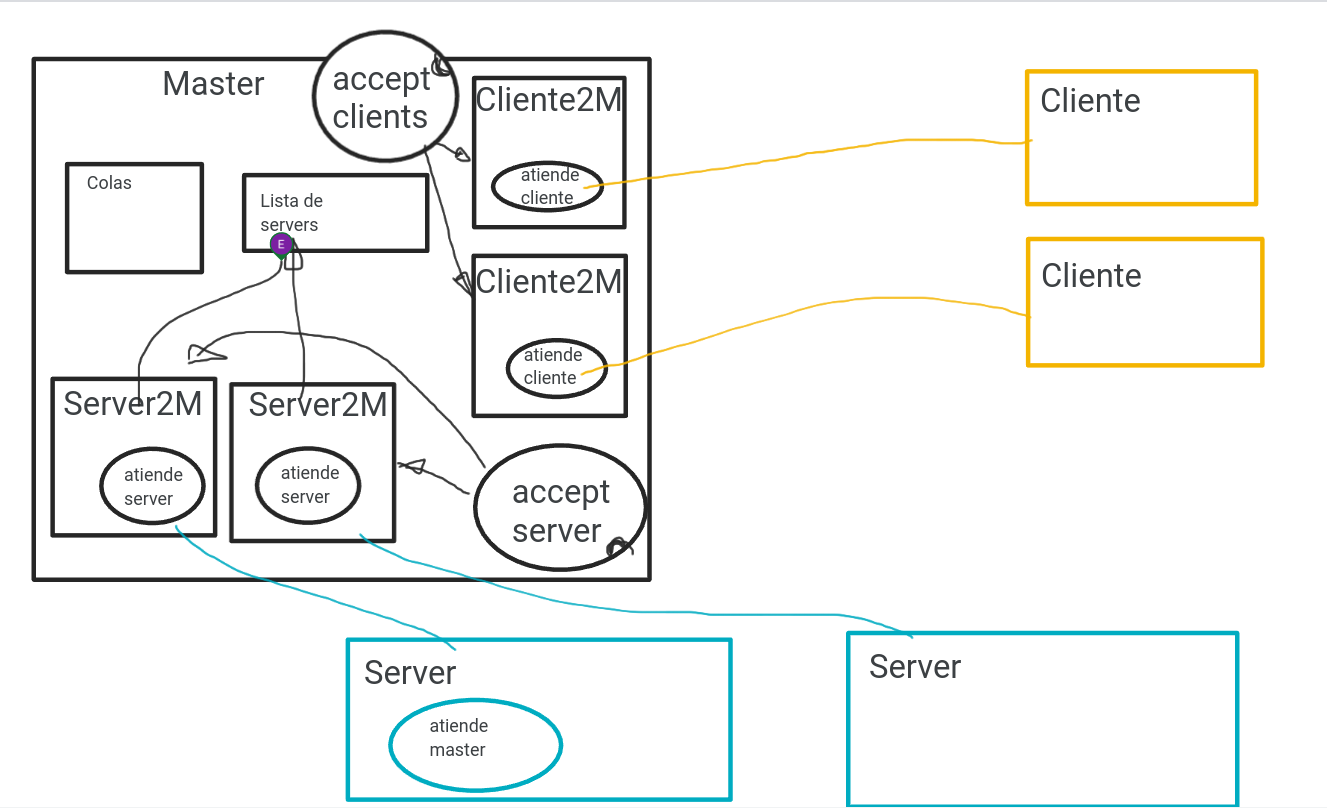 Master
accept
clients
Cliente2M
atiende
cliente
Cliente
Colas
Lista de
servers
E
Cliente2M
atiende
cliente
Cliente
Server2M
atiende
server
Server2M
atiende
server
accept
server
Server
atiende
master
Server